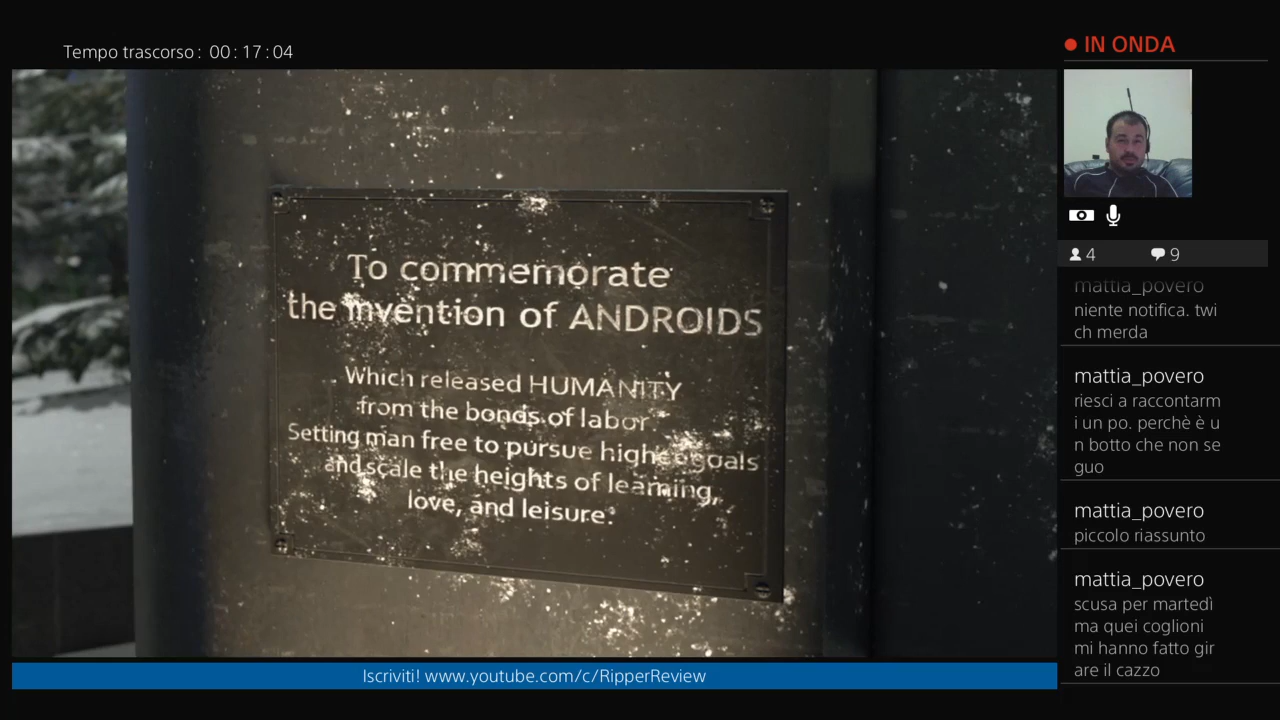 Tempo trascorso: 00:17:04
IN ONDA
To commemorate
the invention of ANDROIDS
Which released HUMANITY
from the bonds of labor
Setting man free to pursue higher goals
and scale the heights of learning,
love, and leisure.
4 9
mattia_povero
niente notifica. twi
ch merda
mattia_povero
riesci a raccontarm
i un po. perchè è u
n botto che non se
guo
mattia_povero
piccolo riassunto
mattia_povero
scusa per martedì
ma quei coglioni
mi hanno fatto gir
are il cazzo
Iscriviti! www.youtube.com/c/RipperReview